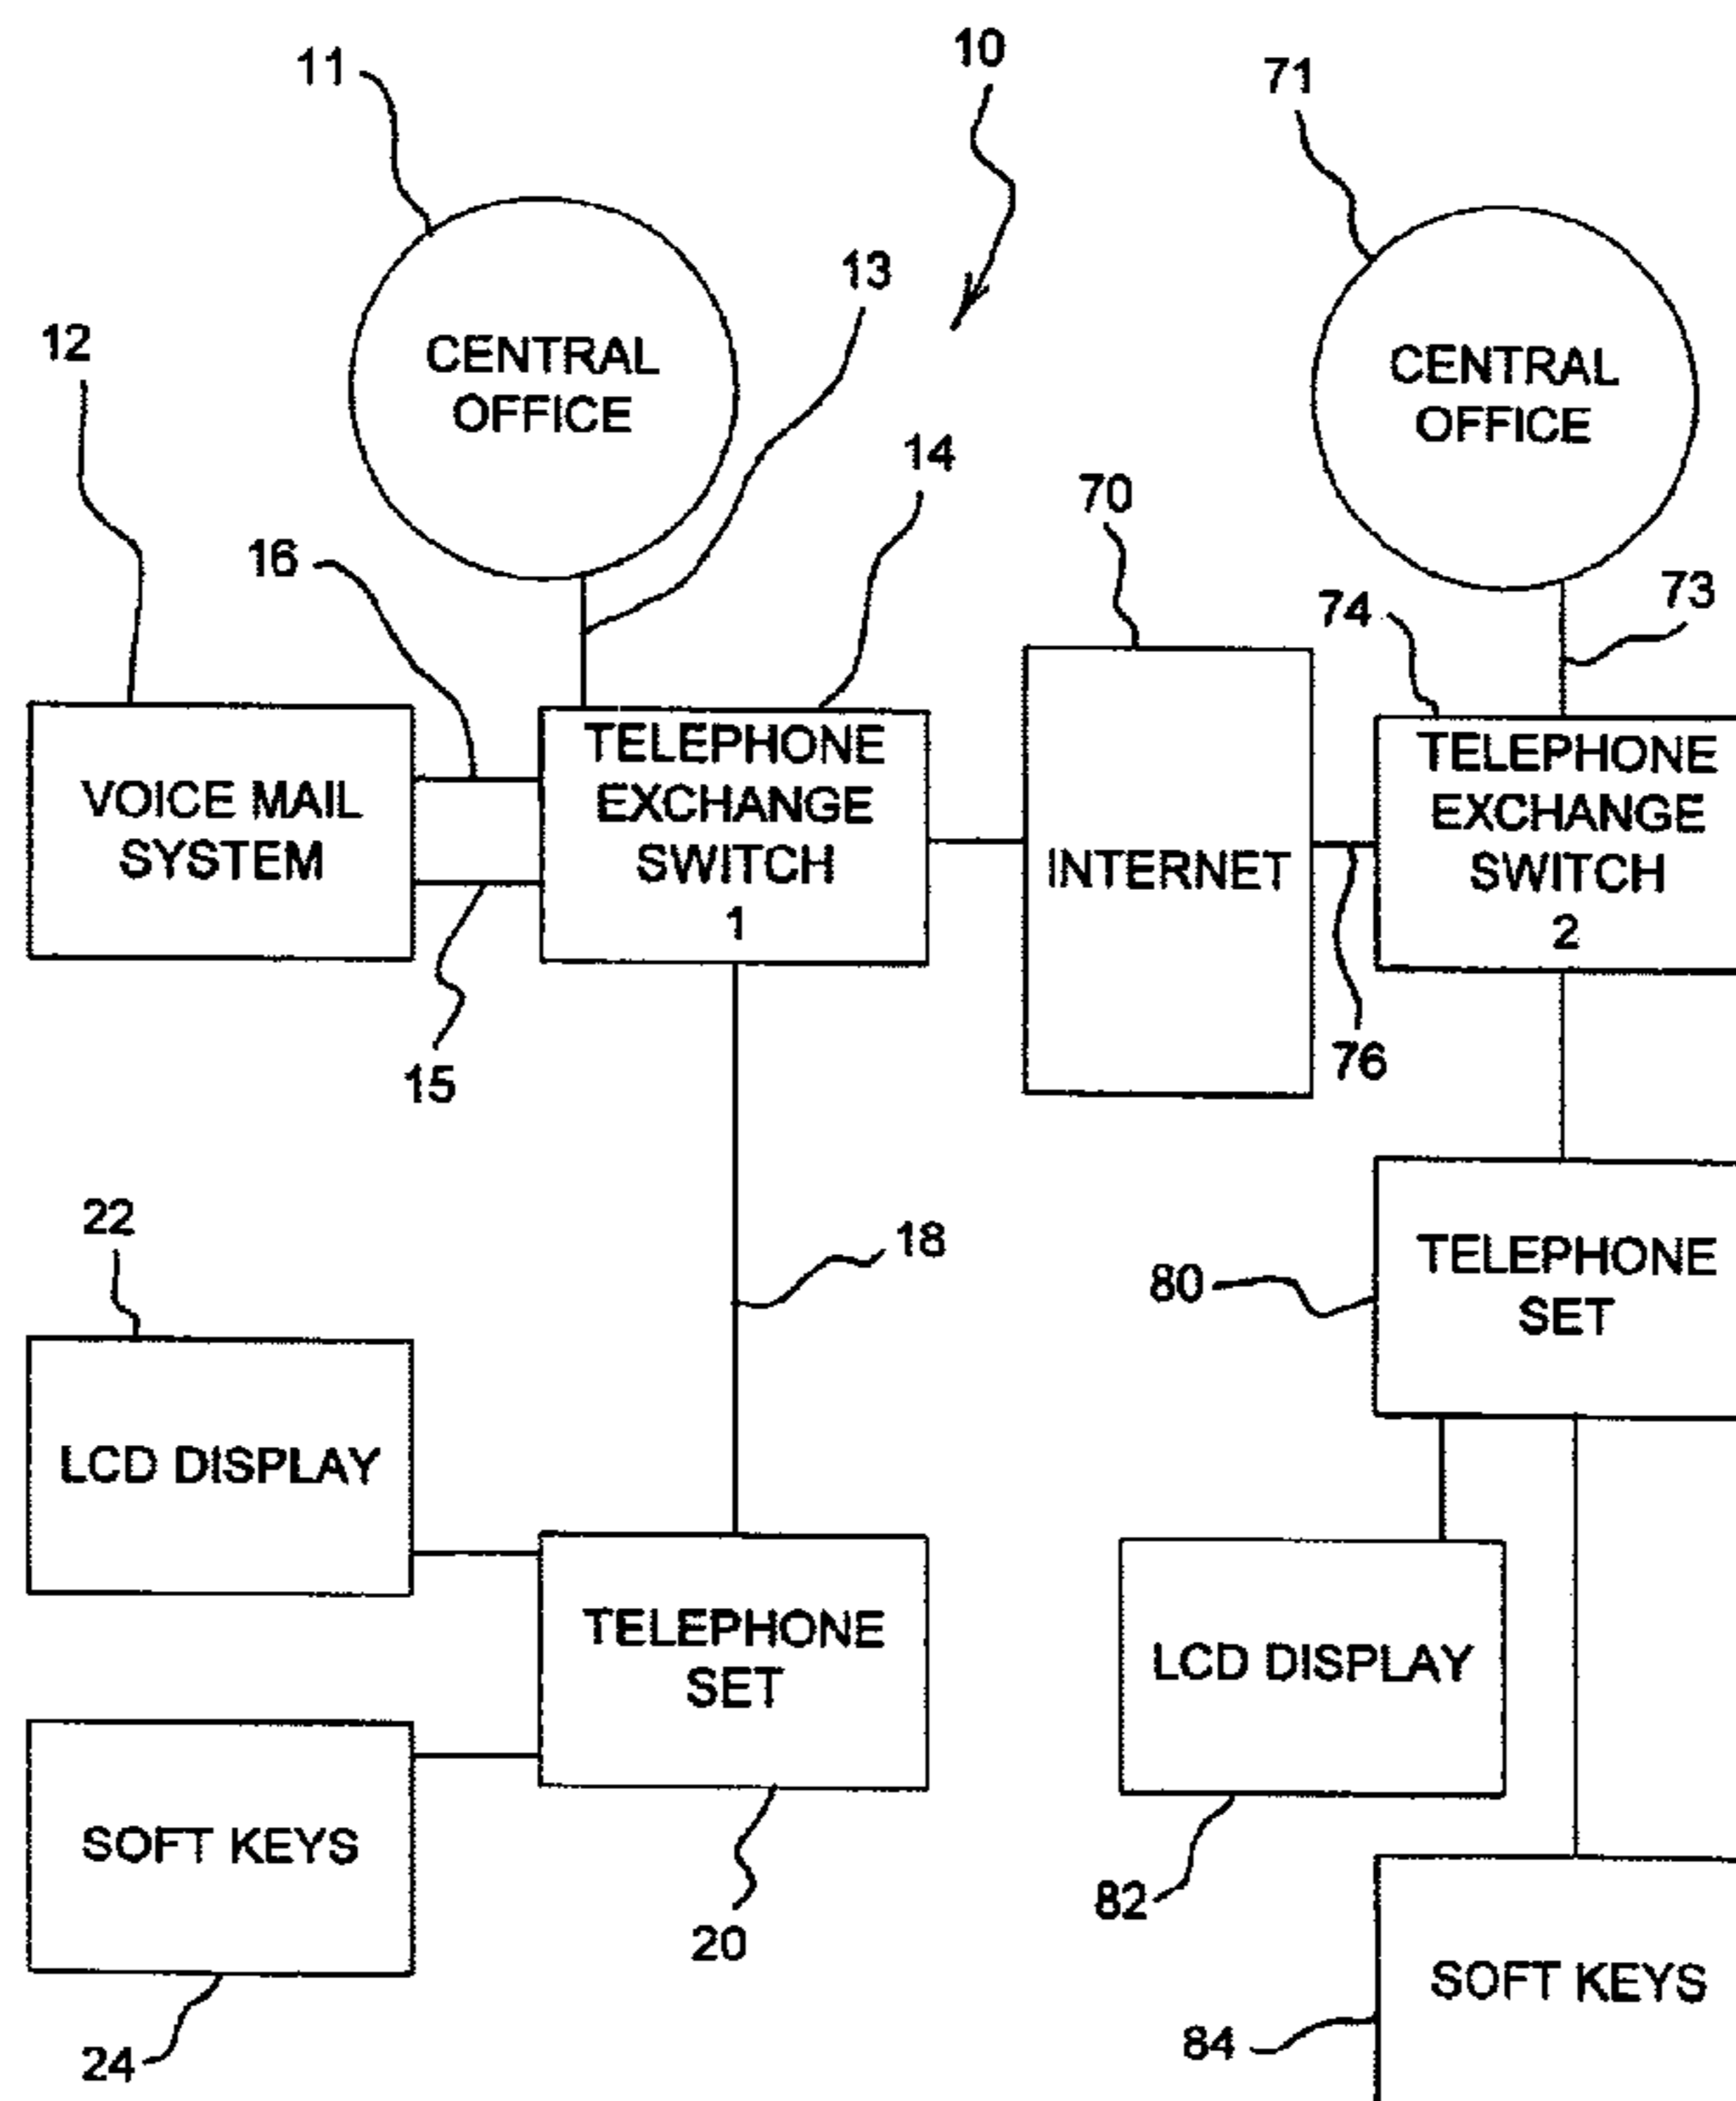 11
10
71
13
CENTRAL
OFFICE
CENTRAL
OFFICE
12
14
70
16
74
73
VOICE MAIL
SYSTEM
TELEPHONE
EXCHANGE
SWITCH
1
INTERNET
TELEPHONE
EXCHANGE
SWITCH
2
15
76
22
18
80
TELEPHONE
SET
LCD DISPLAY
TELEPHONE
SET
LCD DISPLAY
SOFT KEYS
82
20
SOFT KEYS
24
84